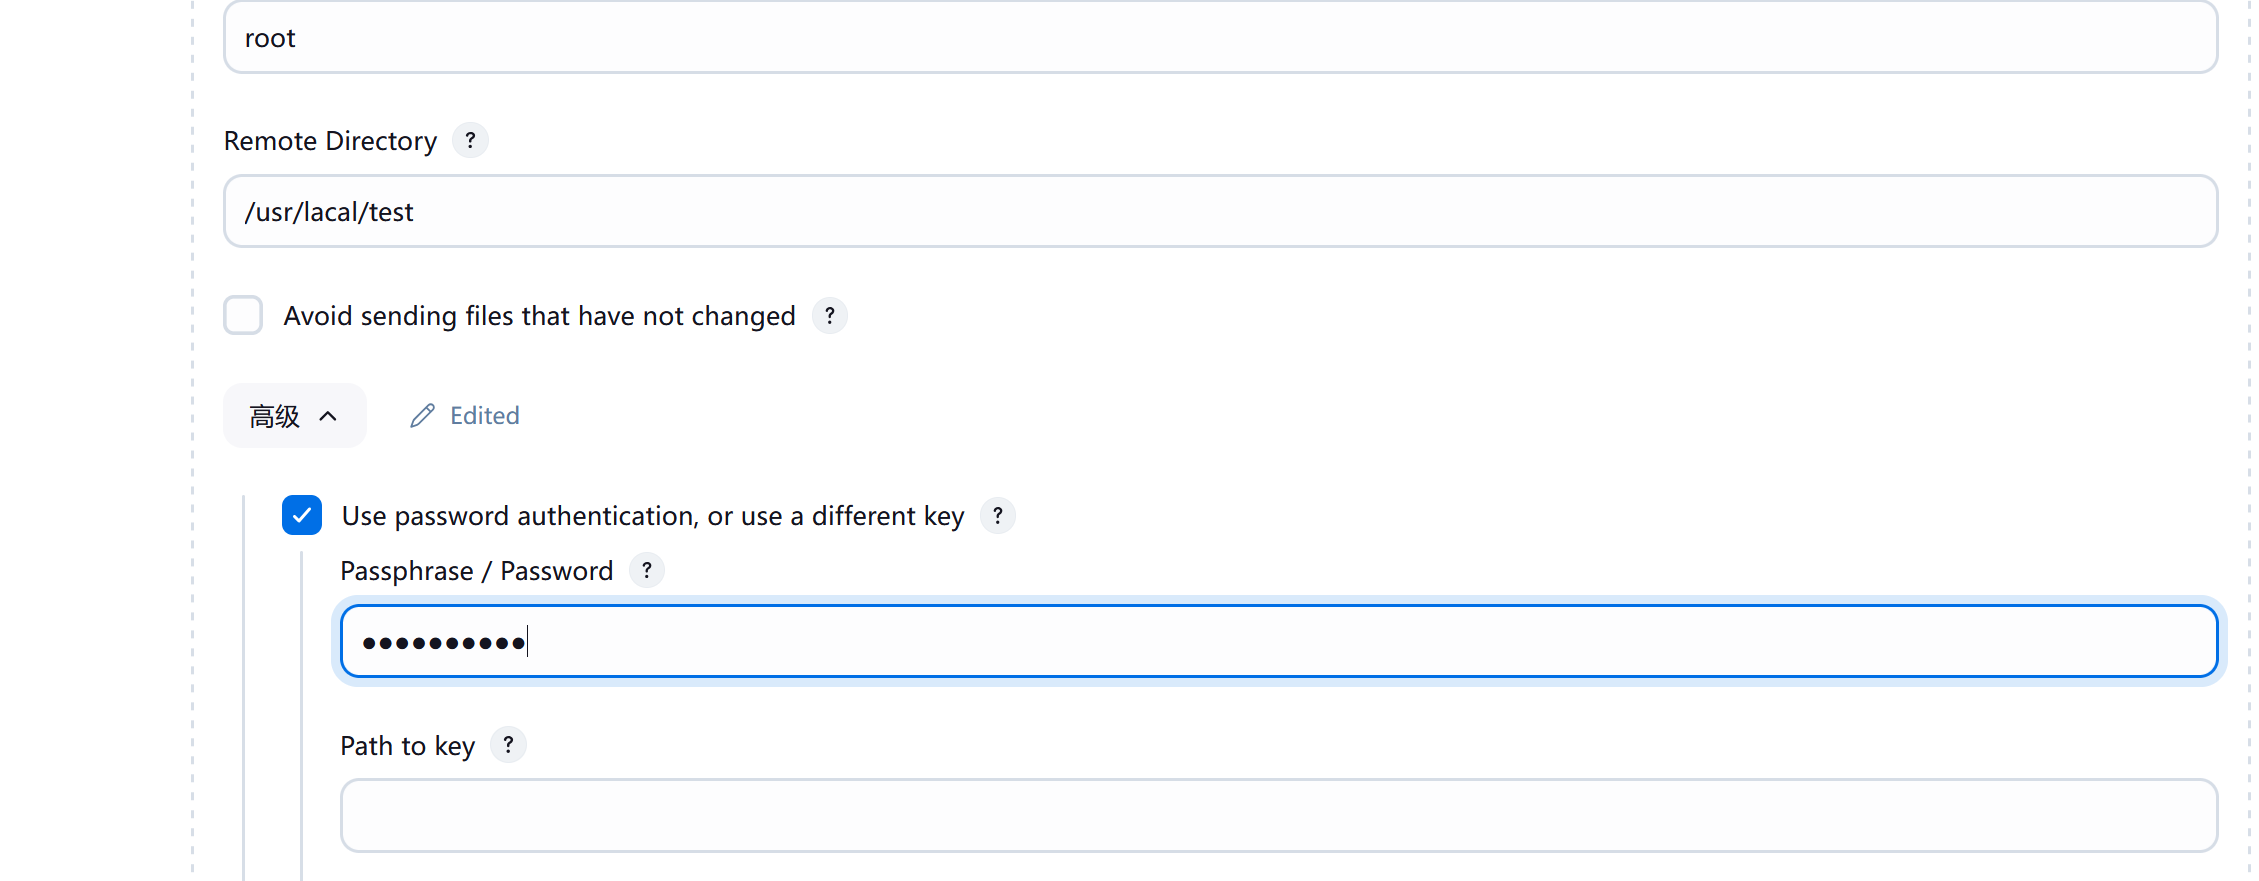 root
Remote Directory ?
/usr/lacal/test
Avoid sending files that have not changed ?
高级 Edited
Use password authentication, or use a different key ?
Passphrase / Password ?
••••••••••
Path to key ?